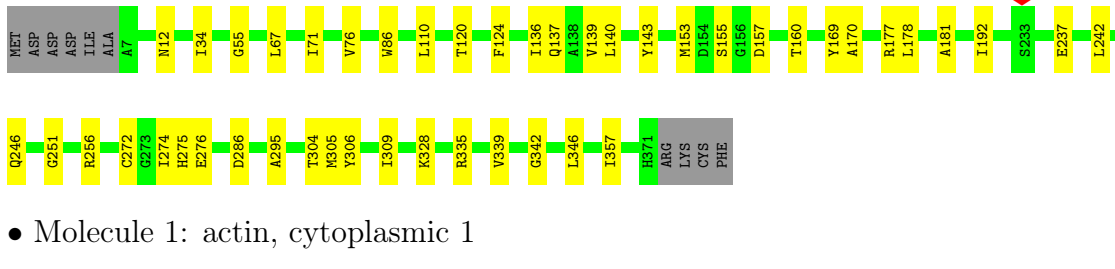 MET ASP ASP ASP ILE ALA A7 N12 I34 G55 L67 I71 V76 W86 L110 T120 F124 I136 Q137 A138 V139 L140 Y143 M153 D154 S155 G156 D157 T160 Y169 A170 R177 L178 A181 I192 S233 E237 L242
Q246 G251 R256 C272 G273 I274 H275 E276 D286 A295 T304 M305 Y306 I309 K328 R335 V339 G342 L346 I357 H371 ARG LYS CYS PHE
• Molecule 1: actin, cytoplasmic 1